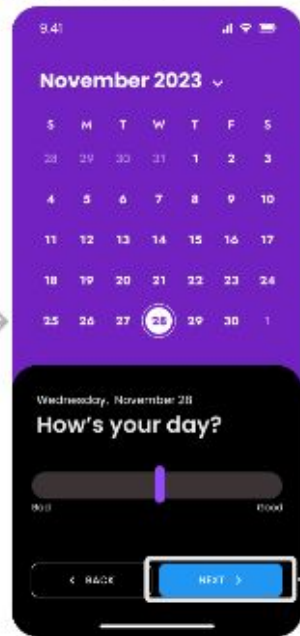 9:41
November 2023
S M T W T F S
28 29 30 31 1 2 3
4 5 6 7 8 9 10
11 12 13 14 15 16 17
18 19 20 21 22 23 24
25 26 27 28 29 30 1
Wednesday, November 28
How's your day?
Bad Good
< BACK NEXT >